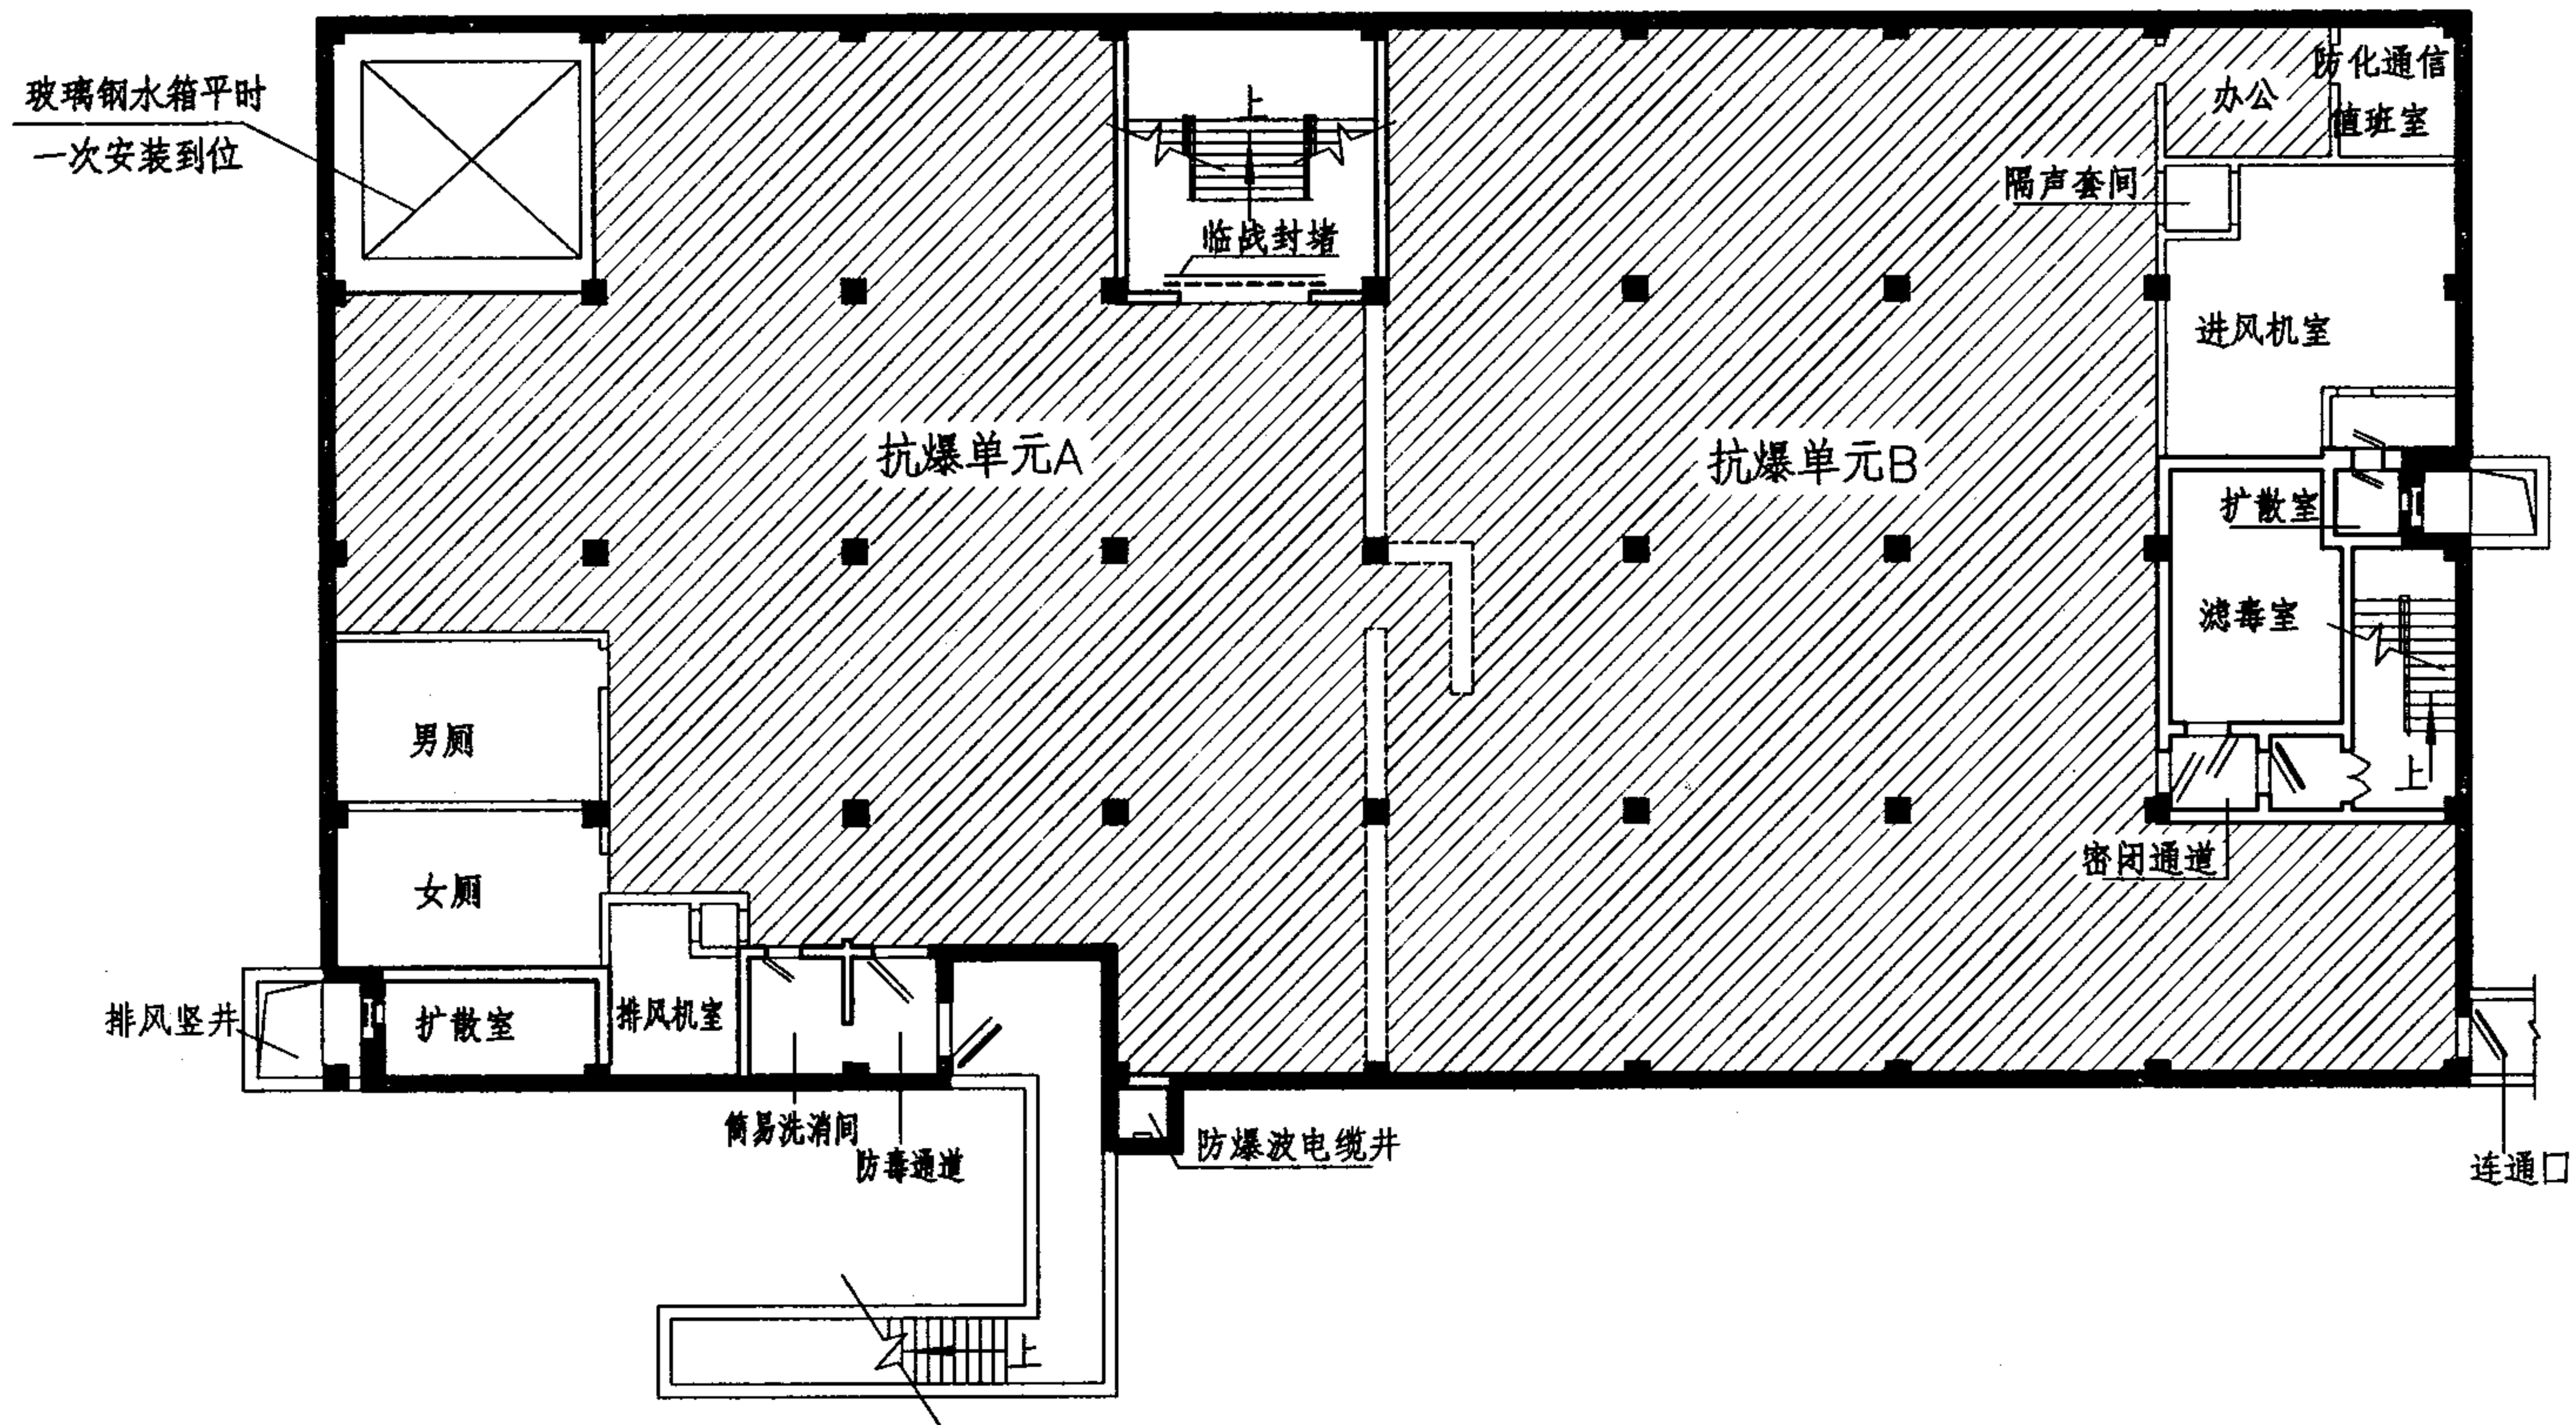 玻璃钢水箱平时
一次安装到位
上
临战封堵
办公
防化通信
值班室
隔声套间
进风机室
抗爆单元A
抗爆单元B
扩散室
滤毒室
上
密闭通道
男厕
女厕
排风竖井
扩散室
排风机室
简易洗消间
防毒通道
防爆波电缆井
连通口
上